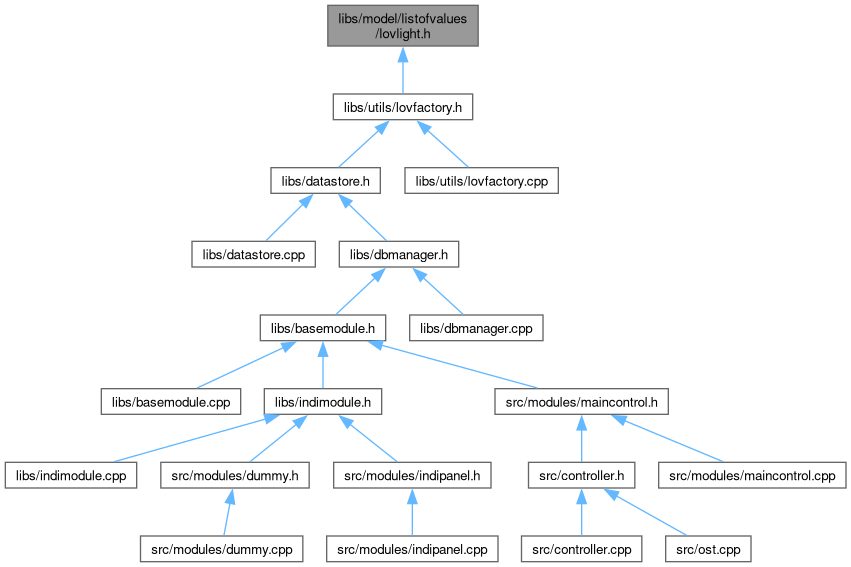 libs/model/listofvalues
/lovlight.h
libs/utils/lovfactory.h
libs/datastore.h
libs/utils/lovfactory.cpp
libs/datastore.cpp
libs/dbmanager.h
libs/basemodule.h
libs/dbmanager.cpp
libs/basemodule.cpp
libs/indimodule.h
src/modules/maincontrol.h
libs/indimodule.cpp
src/modules/dummy.h
src/modules/indipanel.h
src/controller.h
src/modules/maincontrol.cpp
src/modules/dummy.cpp
src/modules/indipanel.cpp
src/controller.cpp
src/ost.cpp